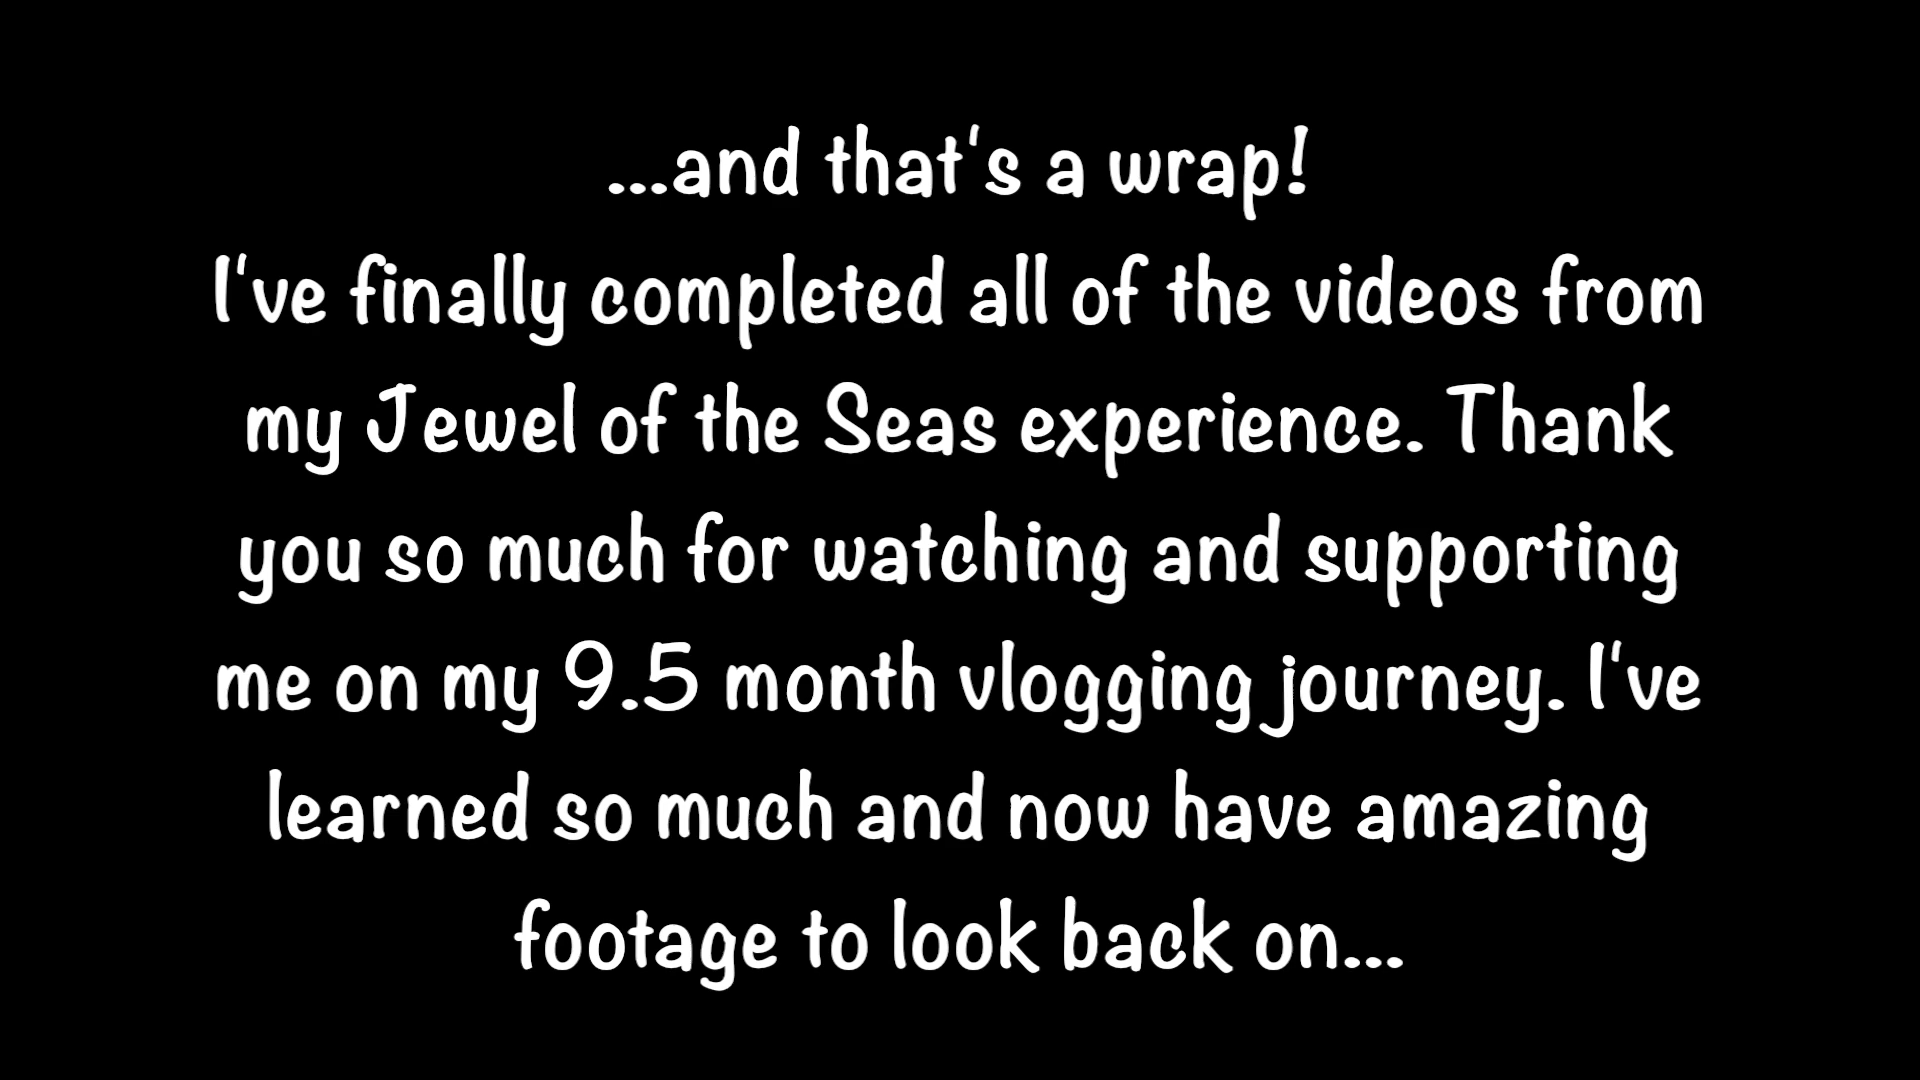 ...and that's a wrap!
I've finally completed all of the videos from
my Jewel of the Seas experience. Thank
you so much for watching and supporting
me on my 9.5 month vlogging journey. I've
learned so much and now have amazing
footage to look back on...